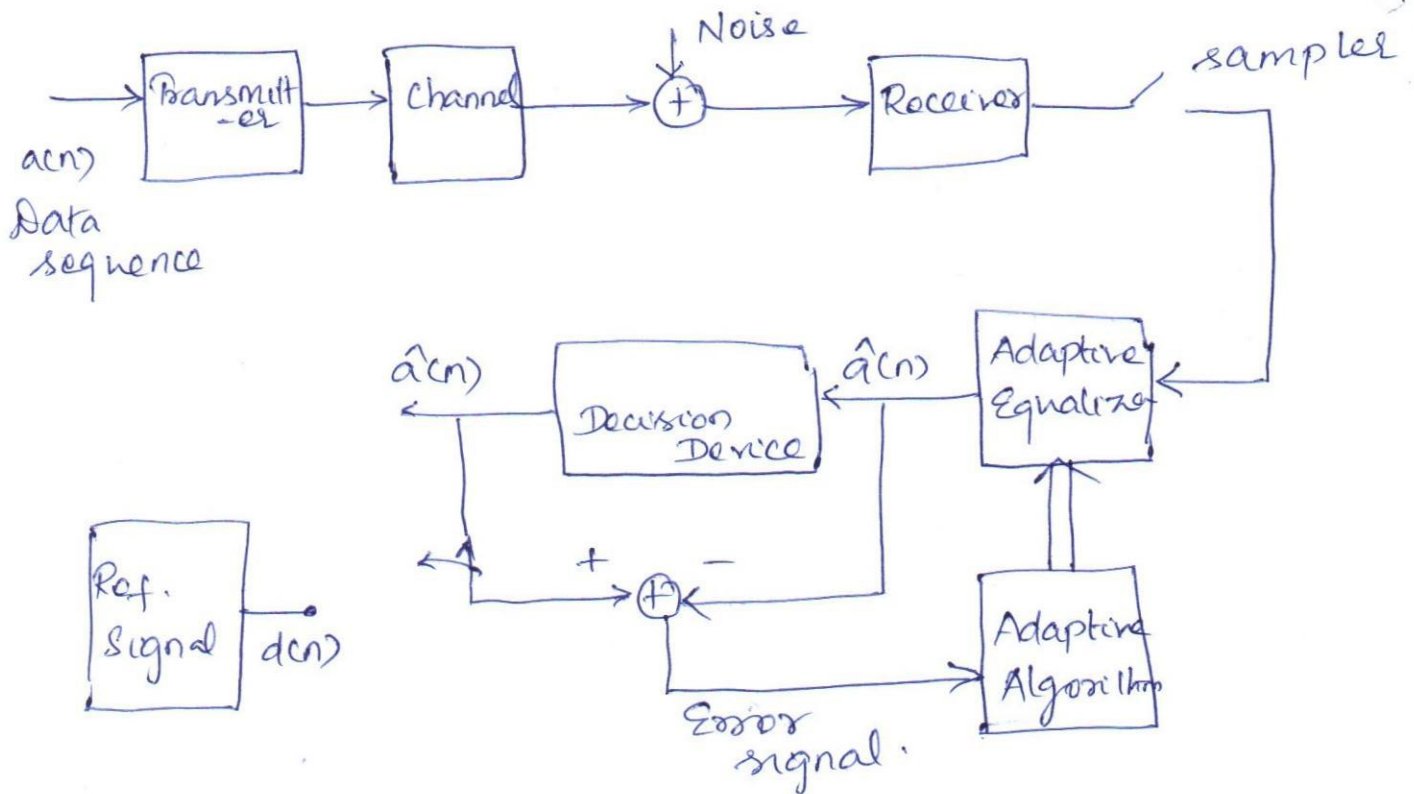 Noise
sampler
Transmitt
-er
Channel
+
Receiver
a(n)
Data
sequence
â(n)
Decision
Device
â(n)
Adaptive
Equalizer
+
-
+
Ref.
Signal
d(n)
Adaptive
Algorithm
Error
signal.